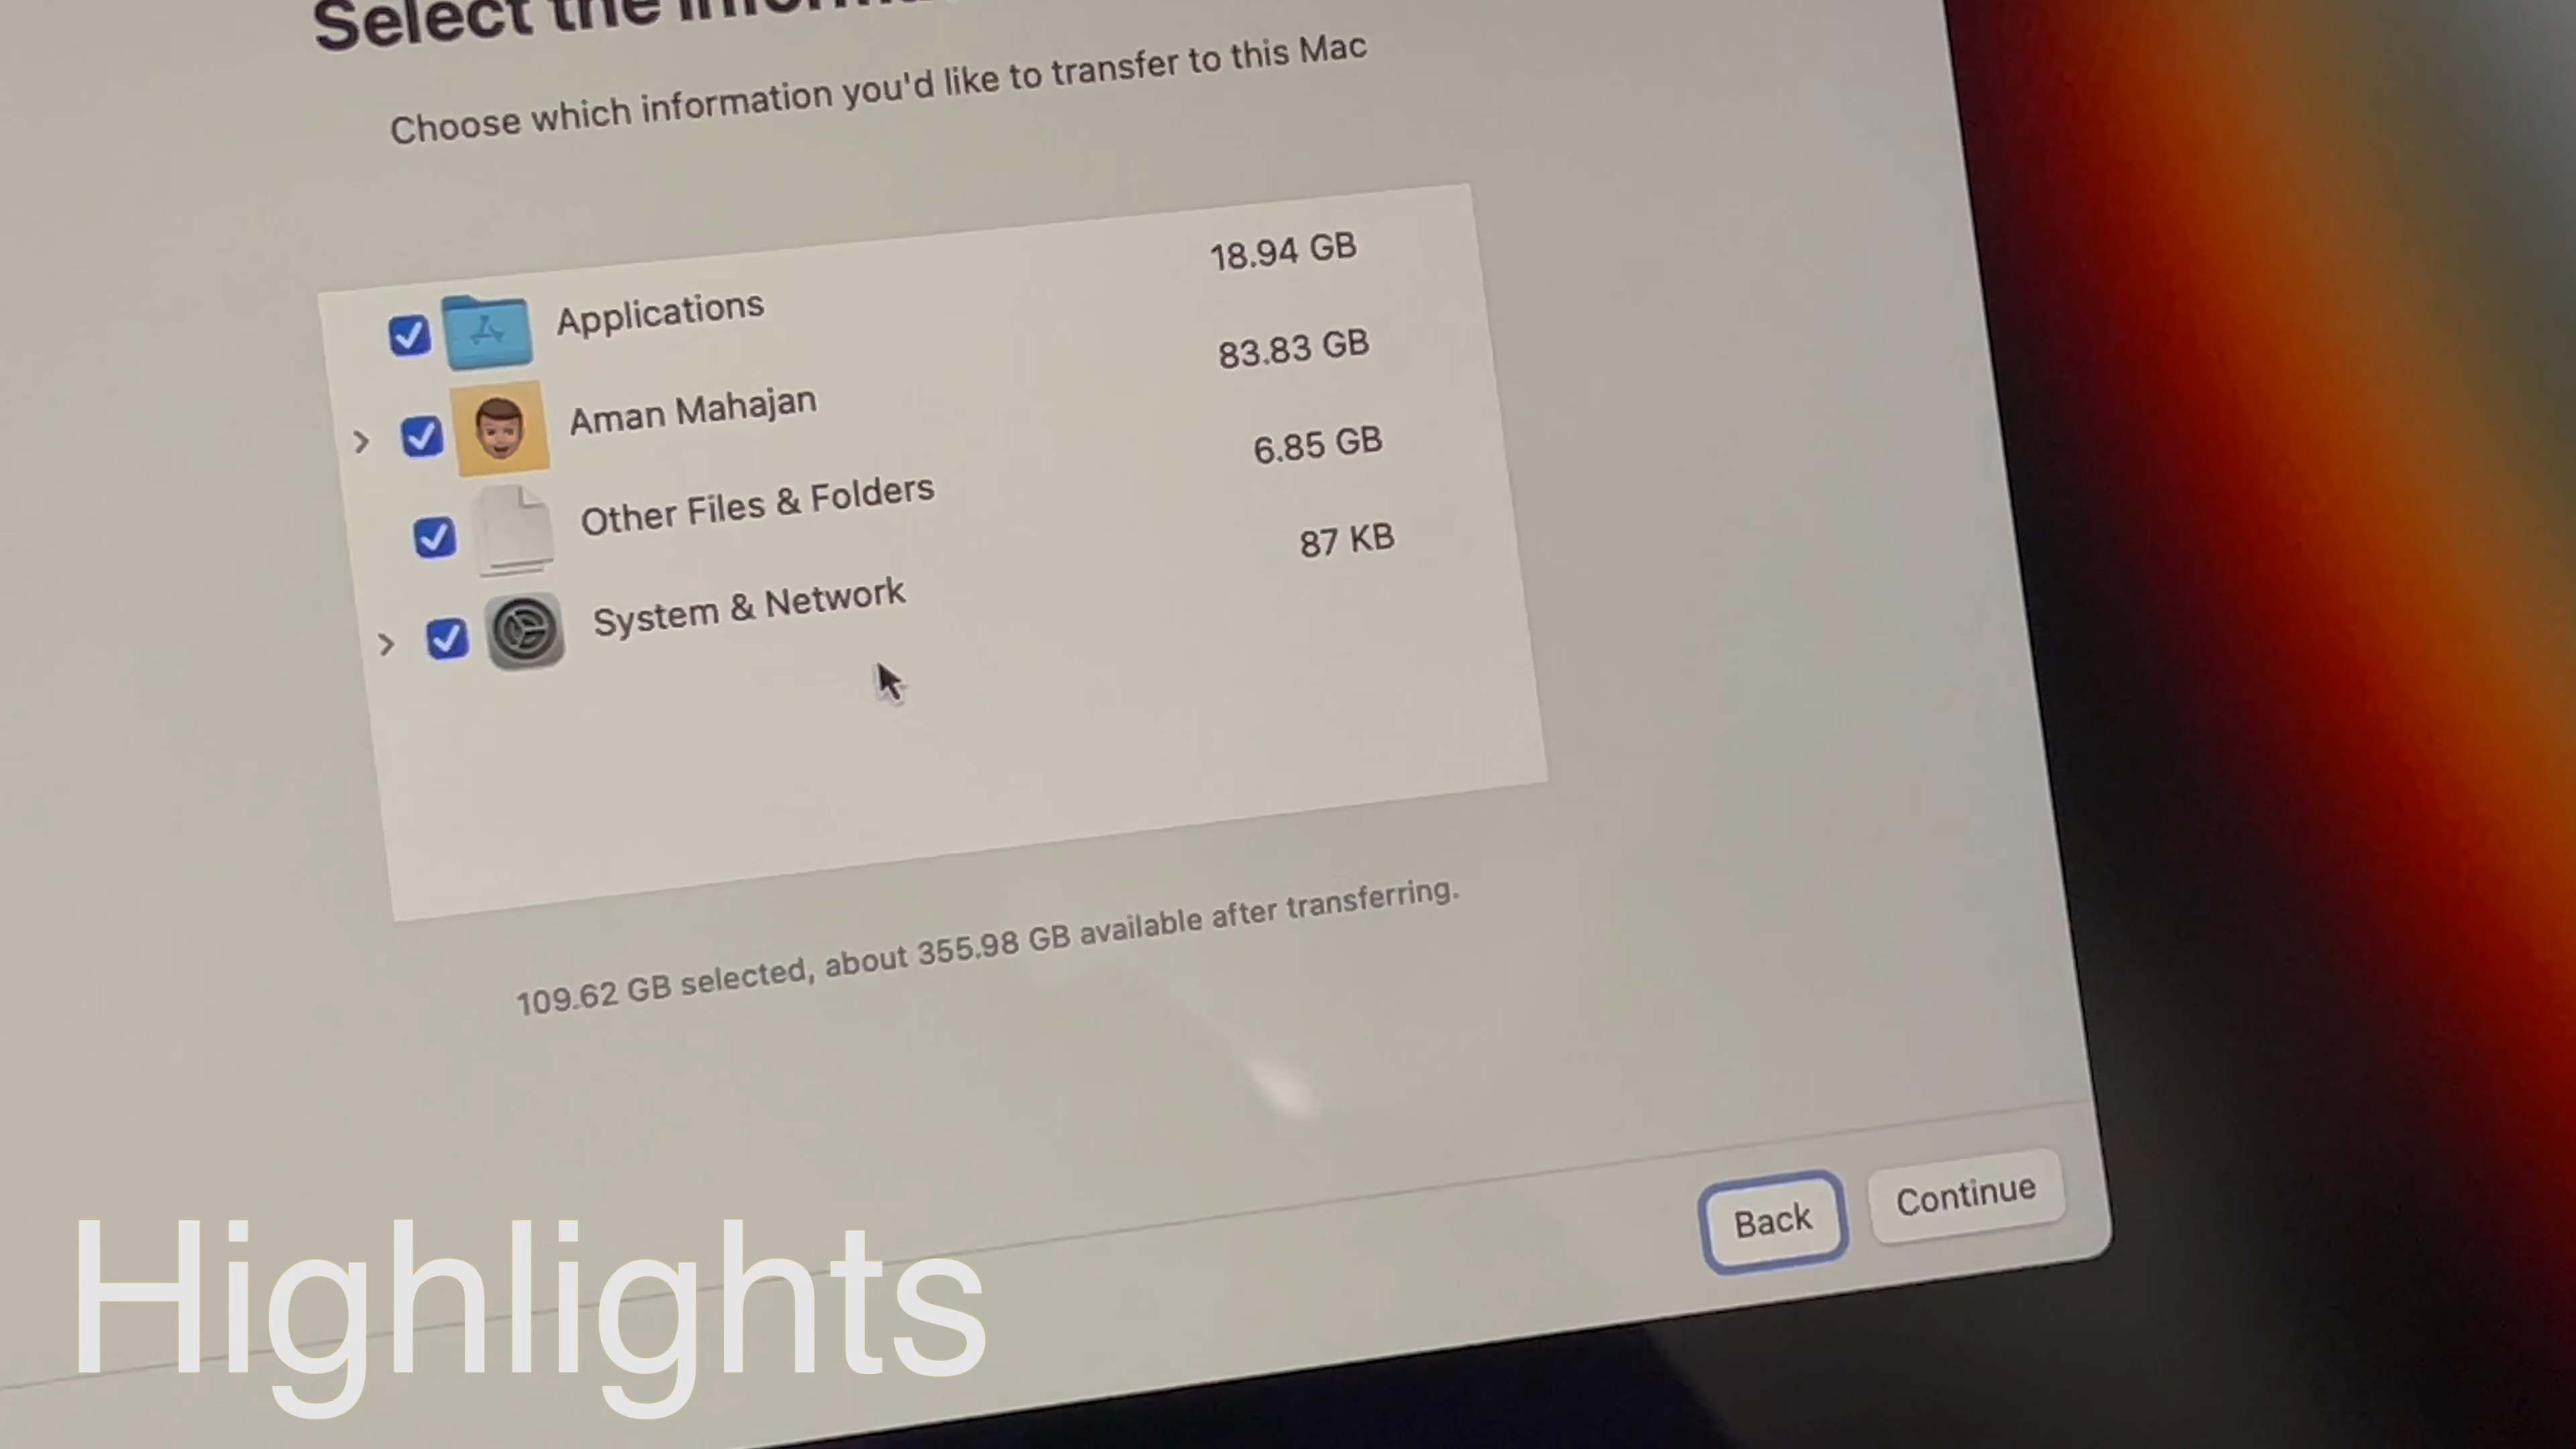 Select the
Choose which information you'd like to transfer to this Mac
Applications 18.94 GB
Aman Mahajan 83.83 GB
Other Files & Folders 6.85 GB
System & Network 87 KB
109.62 GB selected, about 355.98 GB available after transferring.
Back Continue
Highlights